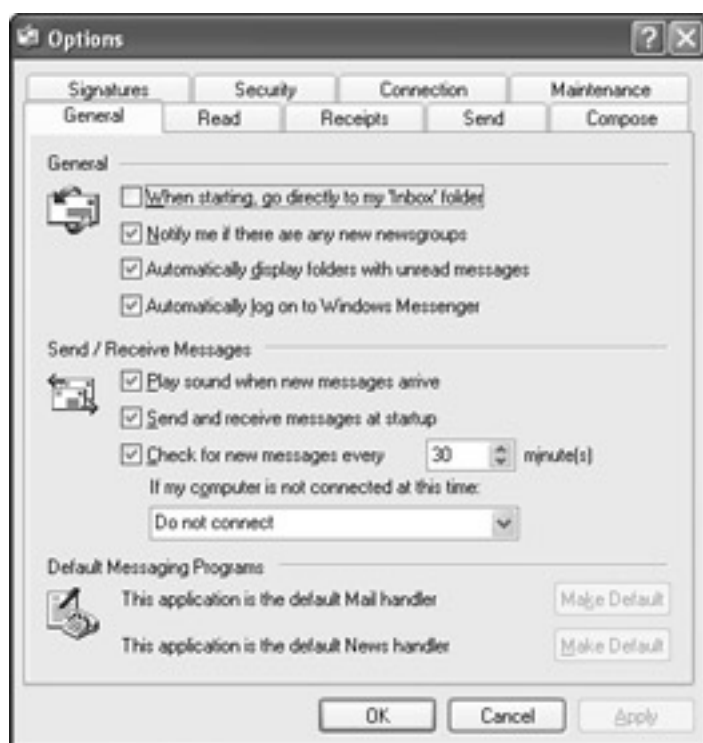 Options
Signatures Security Connection Maintenance
General Read Receipts Send Compose
General
When starting, go directly to my 'Inbox' folder
Notify me if there are any new newsgroups
Automatically display folders with unread messages
Automatically log on to Windows Messenger
Send / Receive Messages
Play sound when new messages arrive
Send and receive messages at startup
Check for new messages every 30 minute(s)
If my computer is not connected at this time:
Do not connect
Default Messaging Programs
This application is the default Mail handler Make Default
This application is the default News handler Make Default
OK Cancel Apply